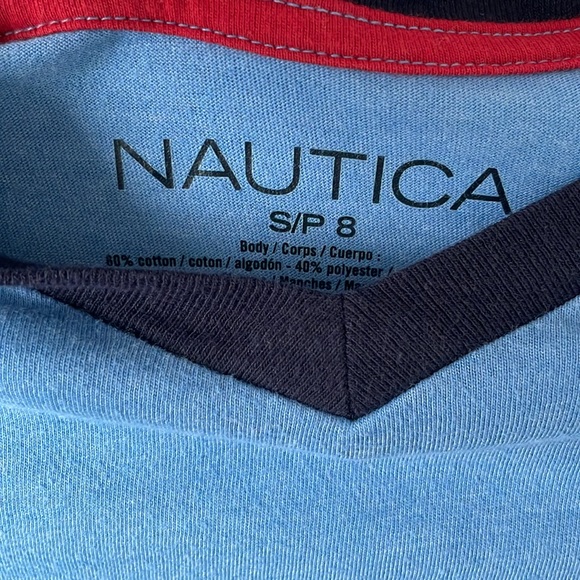 NAUTICA
S/P 8
Body / Corps / Cuerpo :
60% cotton / coton / algodón - 40% polyester /
Manches /